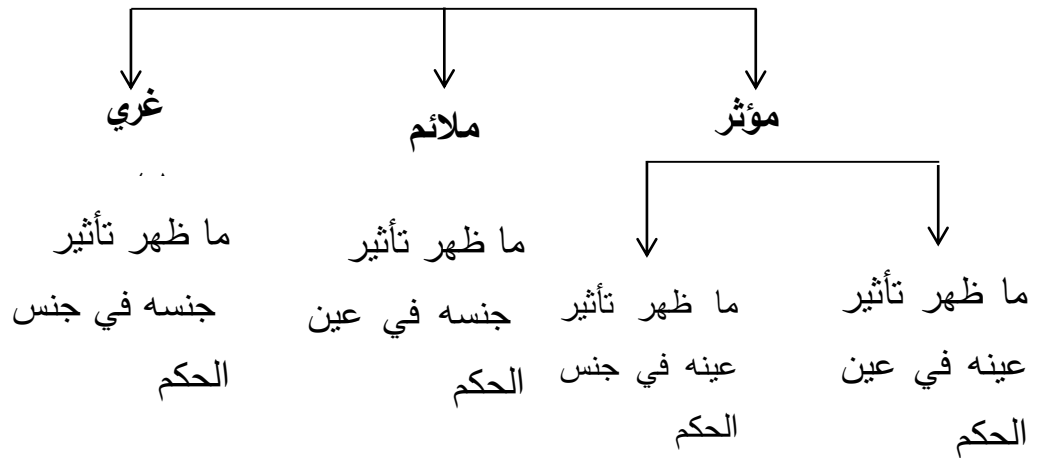 مؤثر
ملائم
غري
ما ظهر تأثير
عينه في عين
الحكم
ما ظهر تأثير
عينه في جنس
الحكم
ما ظهر تأثير
جنسه في عين
الحكم
ما ظهر تأثير
جنسه في جنس
الحكم